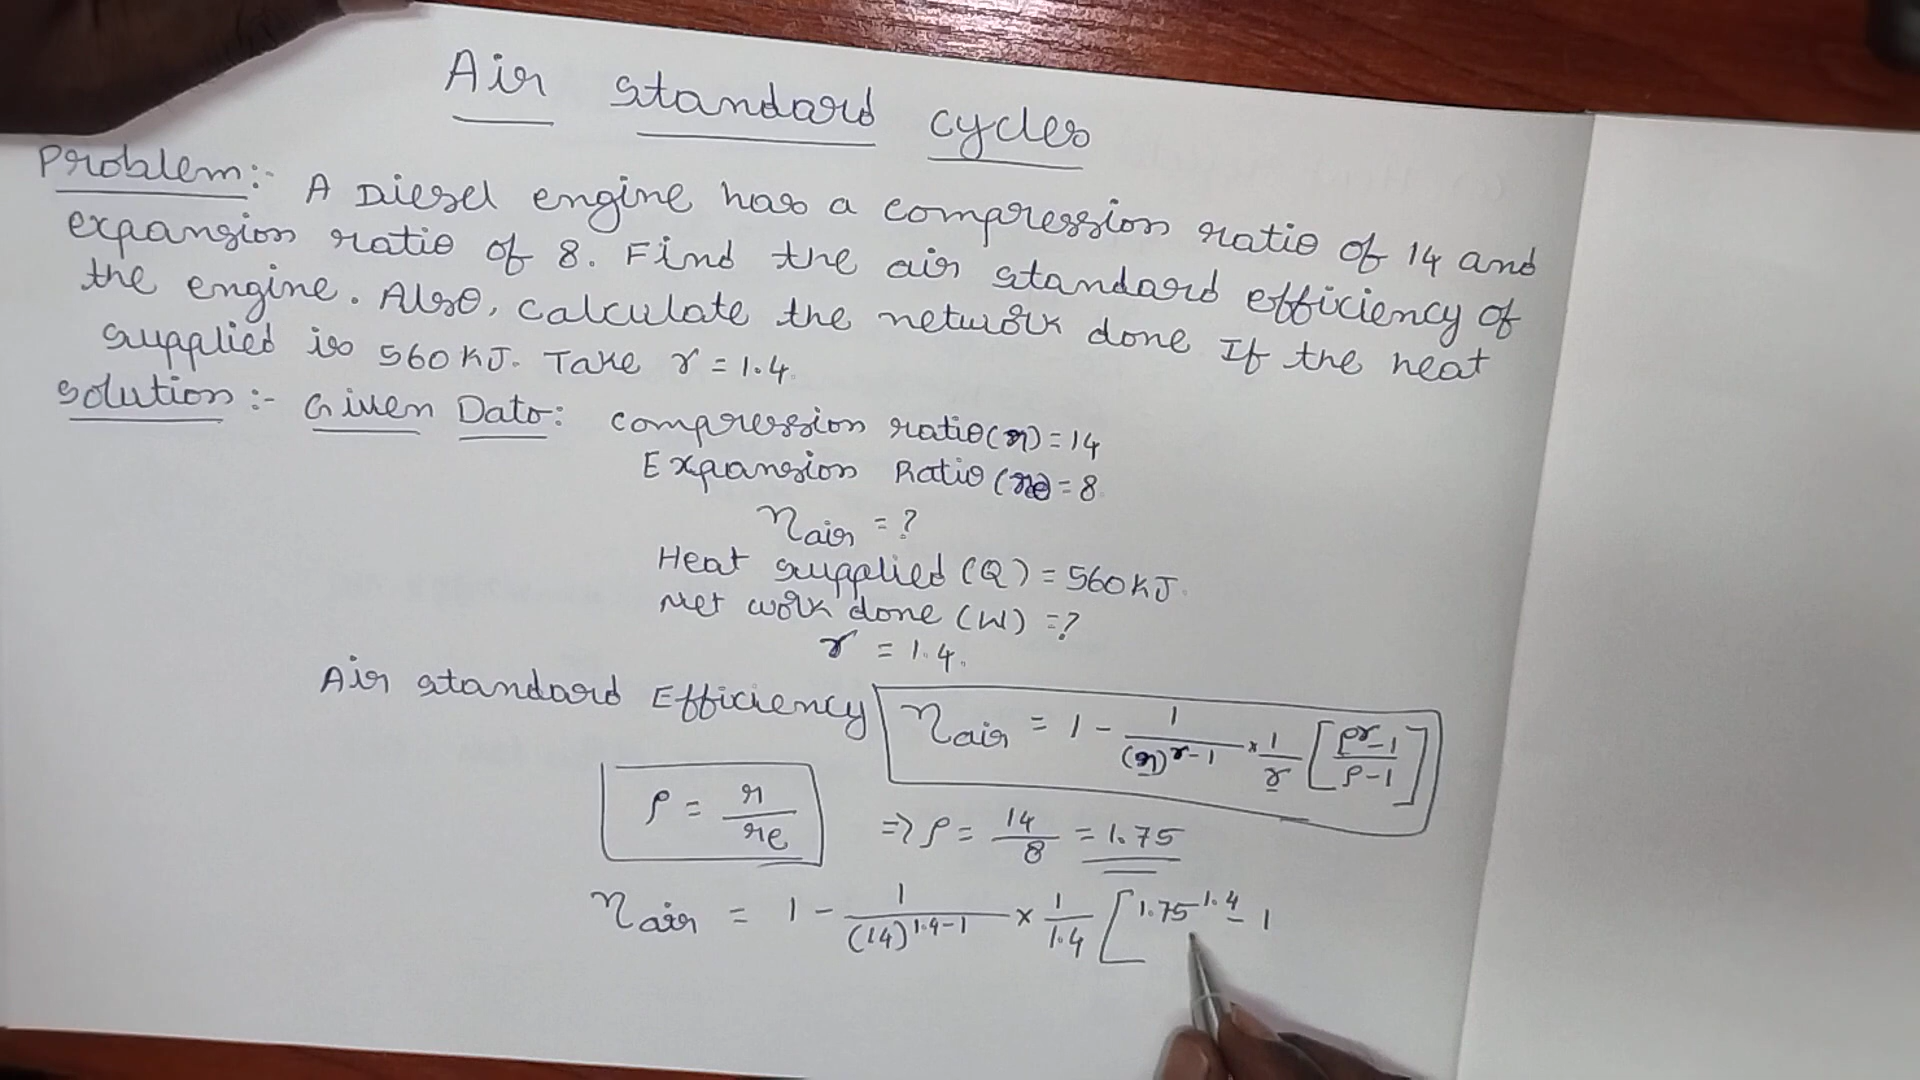 Air standard cycles
Problem:- A Diesel engine has a compression ratio of 14 and
expansion ratio of 8. Find the air standard efficiency of
the engine. Also, calculate the network done If the heat
supplied is 560 KJ. Take γ = 1.4.
Solution:- Given Data: compression ratio (r) = 14
Expansion Ratio (re) = 8
ηair = ?
Heat supplied (Q) = 560 KJ.
Net work done (W) = ?
γ = 1.4.
Air standard Efficiency ηair = 1 - 1/(r)^γ-1 × 1/γ [ρ^γ-1/ρ-1]
ρ = r/re => ρ = 14/8 = 1.75
ηair = 1 - 1/(14)^1.4-1 × 1/1.4 [1.75^1.4 - 1